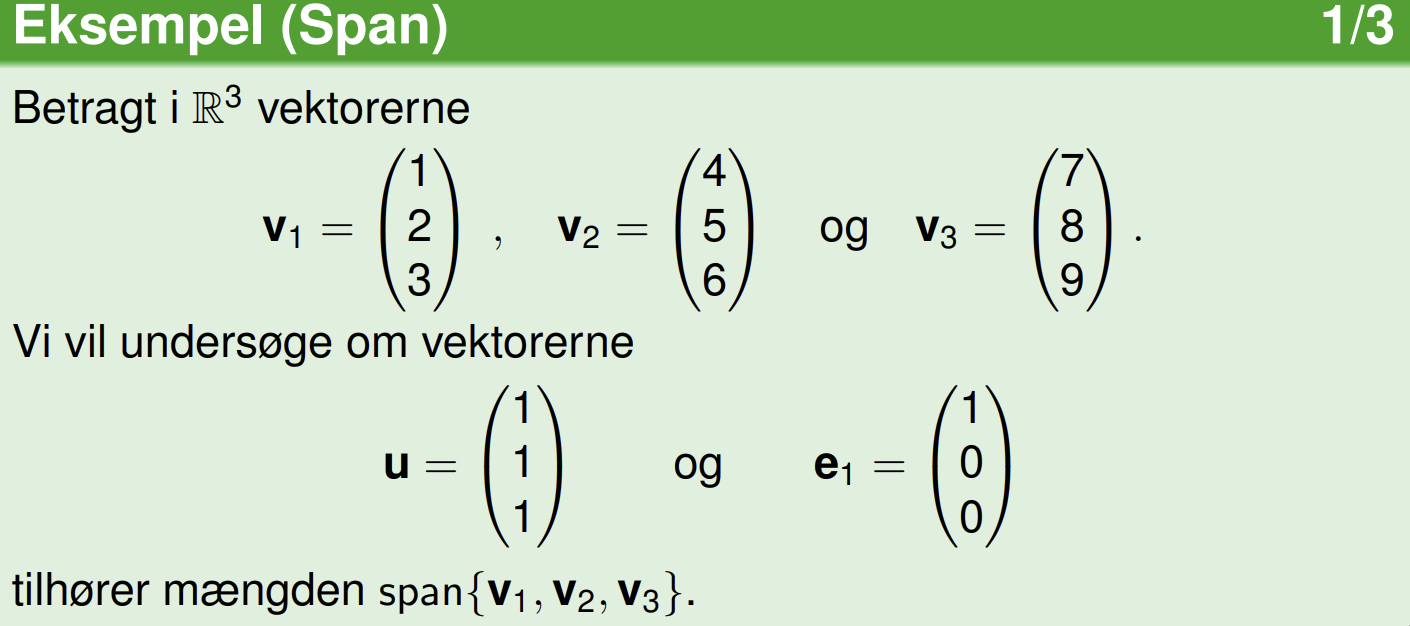 Eksempel (Span) 1/3
Betragt i ℝ³ vektorerne
v₁ = (1 2 3) , v₂ = (4 5 6) og v₃ = (7 8 9) .
Vi vil undersøge om vektorerne
u = (1 1 1) og e₁ = (1 0 0)
tilhører mængden span{v₁, v₂, v₃}.